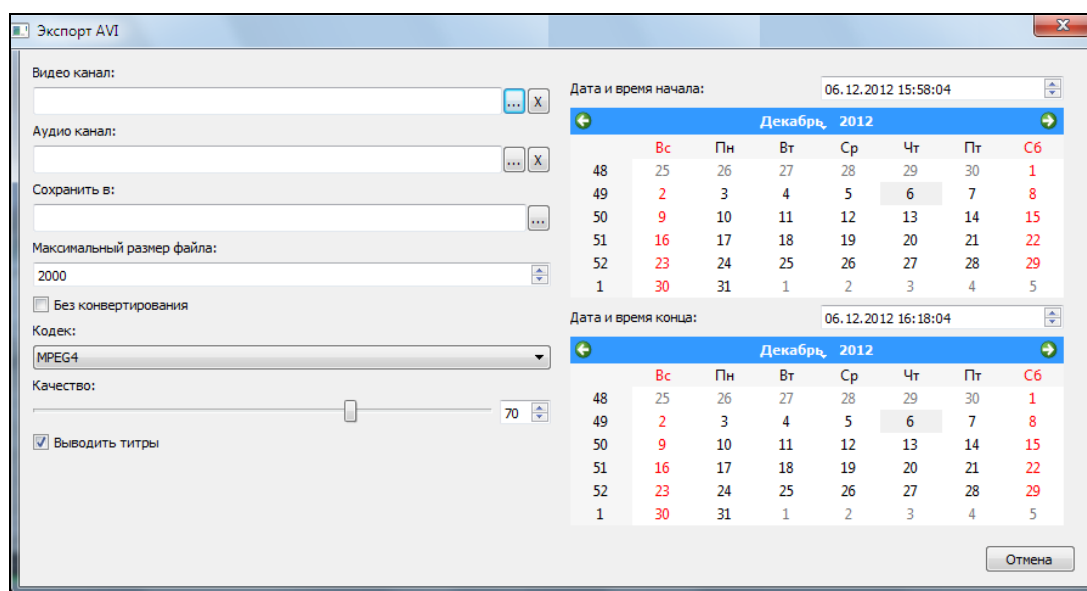 Экспорт AVI
Видео канал:
...
X
Аудио канал:
...
X
Сохранить в:
...
Максимальный размер файла:
2000
Без конвертирования
Кодек:
MPEG4
Качество:
70
Выводить титры
Дата и время начала:
06.12.2012 15:58:04
Декабрь, 2012
Вс Пн Вт Ср Чт Пт Сб
48 25 26 27 28 29 30 1
49 2 3 4 5 6 7 8
50 9 10 11 12 13 14 15
51 16 17 18 19 20 21 22
52 23 24 25 26 27 28 29
1 30 31 1 2 3 4 5
Дата и время конца:
06.12.2012 16:18:04
Декабрь, 2012
Вс Пн Вт Ср Чт Пт Сб
48 25 26 27 28 29 30 1
49 2 3 4 5 6 7 8
50 9 10 11 12 13 14 15
51 16 17 18 19 20 21 22
52 23 24 25 26 27 28 29
1 30 31 1 2 3 4 5
Отмена